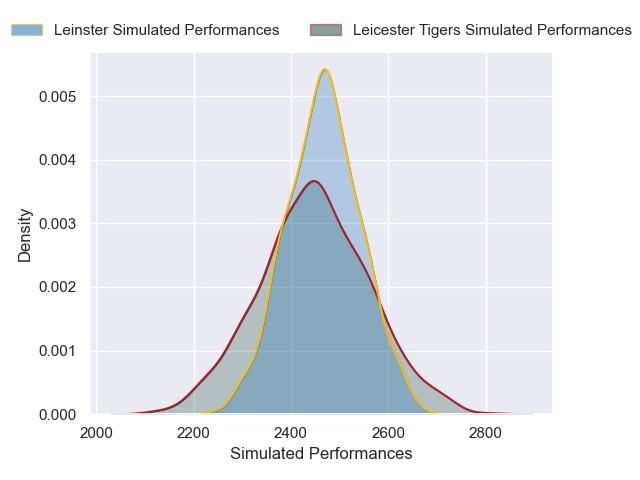 Leinster Simulated Performances Leicester Tigers Simulated Performances
0.005
0.004
0.003
0.002
0.001
0.000
Density
2000 2200 2400 2600 2800
Simulated Performances